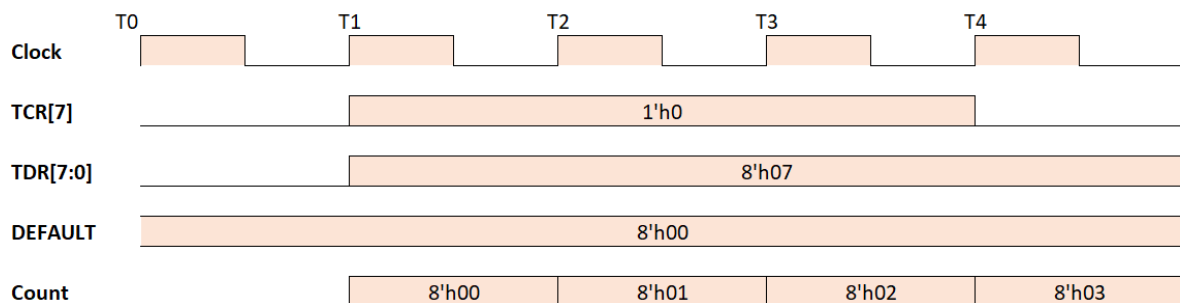 T0 T1 T2 T3 T4
Clock
TCR[7] 1'h0
TDR[7:0] 8'h07
DEFAULT 8'h00
Count 8'h00 8'h01 8'h02 8'h03